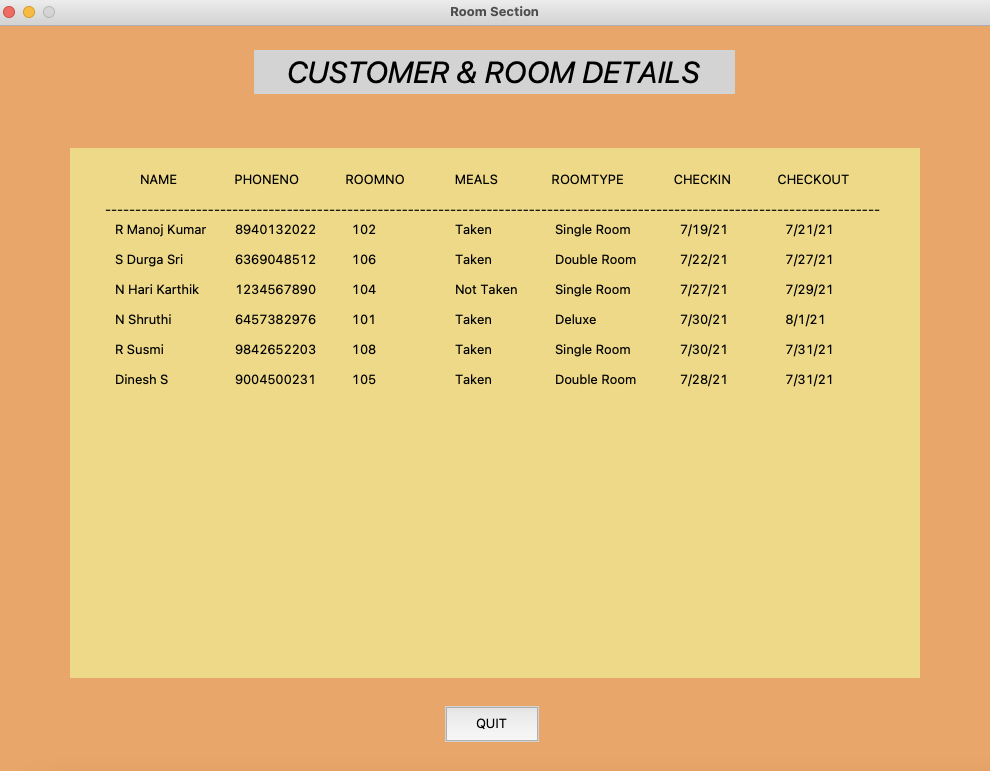 Room Section
CUSTOMER & ROOM DETAILS
NAME PHONENO ROOMNO MEALS ROOMTYPE CHECKIN CHECKOUT
--------------------------------------------------------------------------------------------------------------------------------
R Manoj Kumar 8940132022 102 Taken Single Room 7/19/21 7/21/21
S Durga Sri 6369048512 106 Taken Double Room 7/22/21 7/27/21
N Hari Karthik 1234567890 104 Not Taken Single Room 7/27/21 7/29/21
N Shruthi 6457382976 101 Taken Deluxe 7/30/21 8/1/21
R Susmi 9842652203 108 Taken Single Room 7/30/21 7/31/21
Dinesh S 9004500231 105 Taken Double Room 7/28/21 7/31/21
QUIT